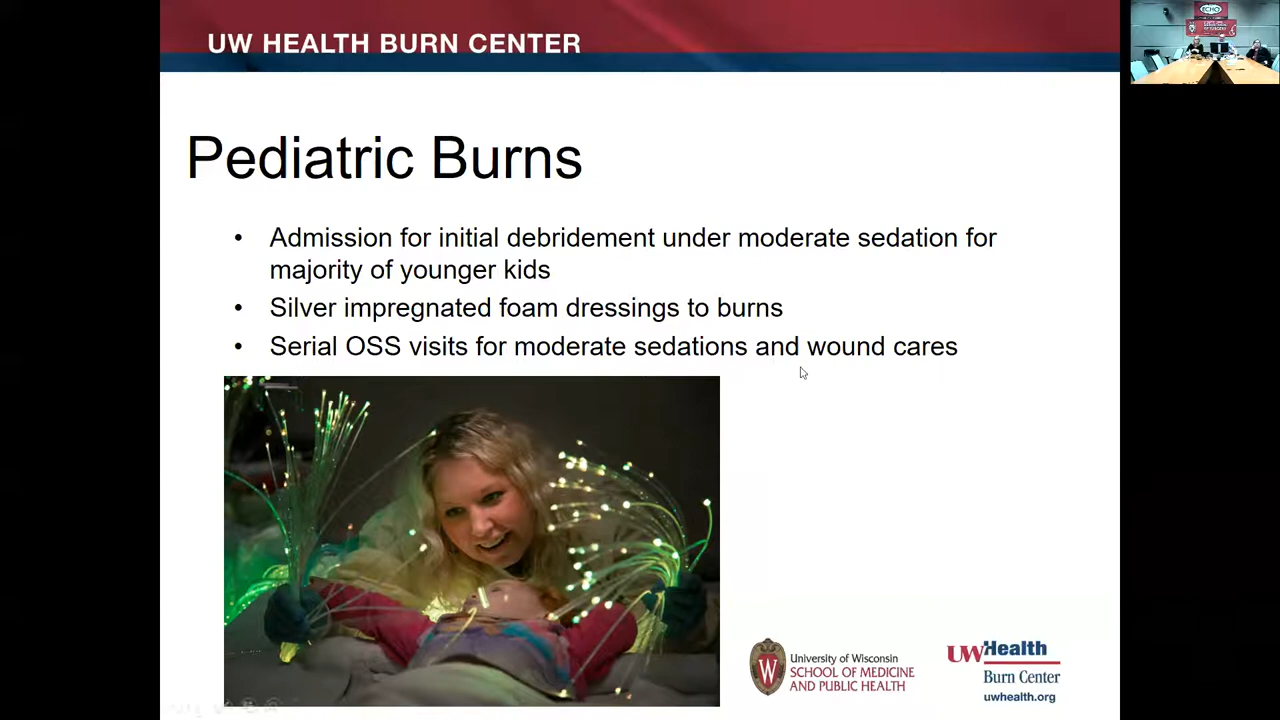 UW HEALTH BURN CENTER
ECHO
Pediatric Burns
• Admission for initial debridement under moderate sedation for
majority of younger kids
• Silver impregnated foam dressings to burns
• Serial OSS visits for moderate sedations and wound cares
W
University of Wisconsin
SCHOOL OF MEDICINE
AND PUBLIC HEALTH
UWHealth
Burn Center
uwhealth.org